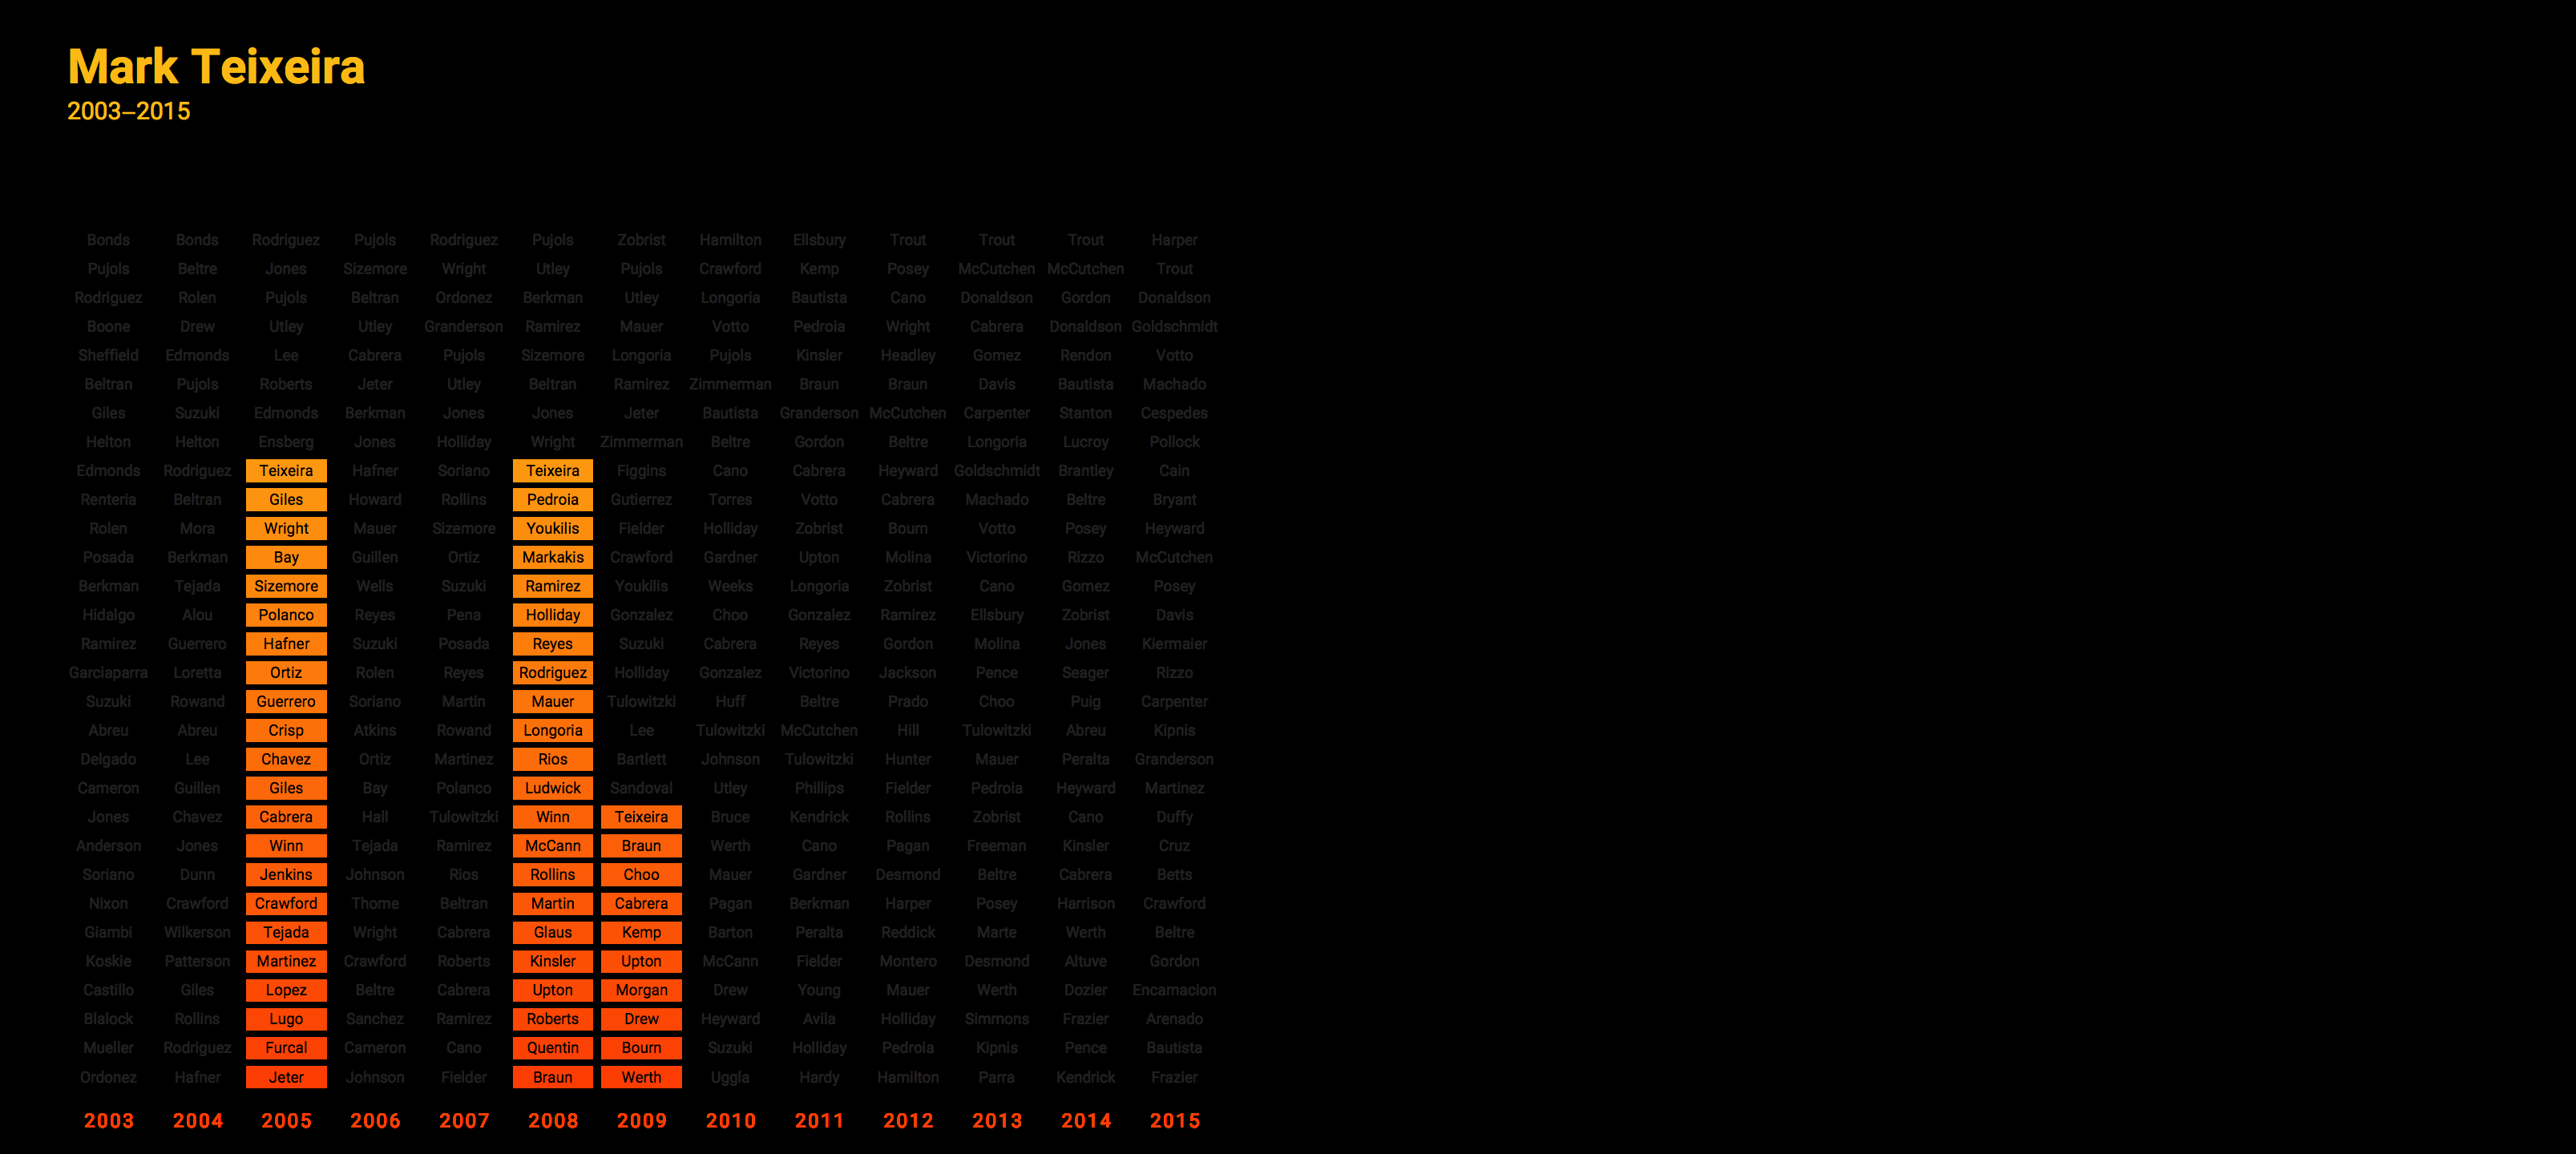 Mark Teixeira
2003–2015
Bonds Bonds Rodriguez Pujols Rodriguez Pujols Zobrist Hamilton Ellsbury Trout Trout Trout Harper
Pujols Beltre Jones Sizemore Wright Utley Pujols Crawford Kemp Posey McCutchen McCutchen Trout
Rodriguez Rolen Pujols Beltran Ordonez Berkman Utley Longoria Bautista Cano Donaldson Gordon Donaldson
Boone Drew Utley Utley Granderson Ramirez Mauer Votto Pedroia Wright Cabrera Donaldson Goldschmidt
Sheffield Edmonds Lee Cabrera Pujols Sizemore Longoria Pujols Kinsler Headley Gomez Rendon Votto
Beltran Pujols Roberts Jeter Utley Beltran Ramirez Zimmerman Braun Braun Davis Bautista Machado
Giles Suzuki Edmonds Berkman Jones Jones Jeter Bautista Granderson McCutchen Carpenter Stanton Cespedes
Helton Helton Ensberg Jones Holliday Wright Zimmerman Beltre Gordon Beltre Longoria Lucroy Pollock
Edmonds Rodriguez Teixeira Hafner Soriano Teixeira Figgins Cano Cabrera Heyward Goldschmidt Brantley Cain
Renteria Beltran Giles Howard Rollins Pedroia Gutierrez Torres Votto Cabrera Machado Beltre Bryant
Rolen Mora Wright Mauer Sizemore Youkilis Fielder Holliday Zobrist Bourn Votto Posey Heyward
Posada Berkman Bay Guillen Ortiz Markakis Crawford Gardner Upton Molina Victorino Rizzo McCutchen
Berkman Tejada Sizemore Wells Suzuki Ramirez Youkilis Weeks Longoria Zobrist Cano Gomez Posey
Hidalgo Alou Polanco Reyes Pena Holliday Gonzalez Choo Gonzalez Ramirez Ellsbury Zobrist Davis
Ramirez Guerrero Hafner Suzuki Posada Reyes Suzuki Cabrera Reyes Gordon Molina Jones Kiermaier
Garciaparra Loretta Ortiz Rolen Reyes Rodriguez Holliday Gonzalez Victorino Jackson Pence Seager Rizzo
Suzuki Rowand Guerrero Soriano Martin Mauer Tulowitzki Huff Beltre Prado Choo Puig Carpenter
Abreu Abreu Crisp Atkins Rowand Longoria Lee Tulowitzki McCutchen Hill Tulowitzki Abreu Kipnis
Delgado Lee Chavez Ortiz Martinez Rios Bartlett Johnson Tulowitzki Hunter Mauer Peralta Granderson
Cameron Guillen Giles Bay Polanco Ludwick Sandoval Utley Phillips Fielder Pedroia Heyward Martinez
Jones Chavez Cabrera Hall Tulowitzki Winn Teixeira Bruce Kendrick Rollins Zobrist Cano Duffy
Anderson Jones Winn Tejada Ramirez McCann Braun Werth Cano Pagan Freeman Kinsler Cruz
Soriano Dunn Jenkins Johnson Rios Rollins Choo Mauer Gardner Desmond Beltre Cabrera Betts
Nixon Crawford Crawford Thome Beltran Martin Cabrera Pagan Berkman Harper Posey Harrison Crawford
Giambi Wilkerson Tejada Wright Cabrera Glaus Kemp Barton Peralta Reddick Marte Werth Beltre
Koskie Patterson Martinez Crawford Roberts Kinsler Upton McCann Fielder Montero Desmond Altuve Gordon
Castillo Giles Lopez Beltre Cabrera Upton Morgan Drew Young Mauer Werth Dozier Encarnacion
Blalock Rollins Lugo Sanchez Ramirez Roberts Drew Heyward Avila Holliday Simmons Frazier Arenado
Mueller Rodriguez Furcal Cameron Cano Quentin Bourn Suzuki Holliday Pedroia Kipnis Pence Bautista
Ordonez Hafner Jeter Johnson Fielder Braun Werth Uggla Hardy Hamilton Parra Kendrick Frazier
2003 2004 2005 2006 2007 2008 2009 2010 2011 2012 2013 2014 2015